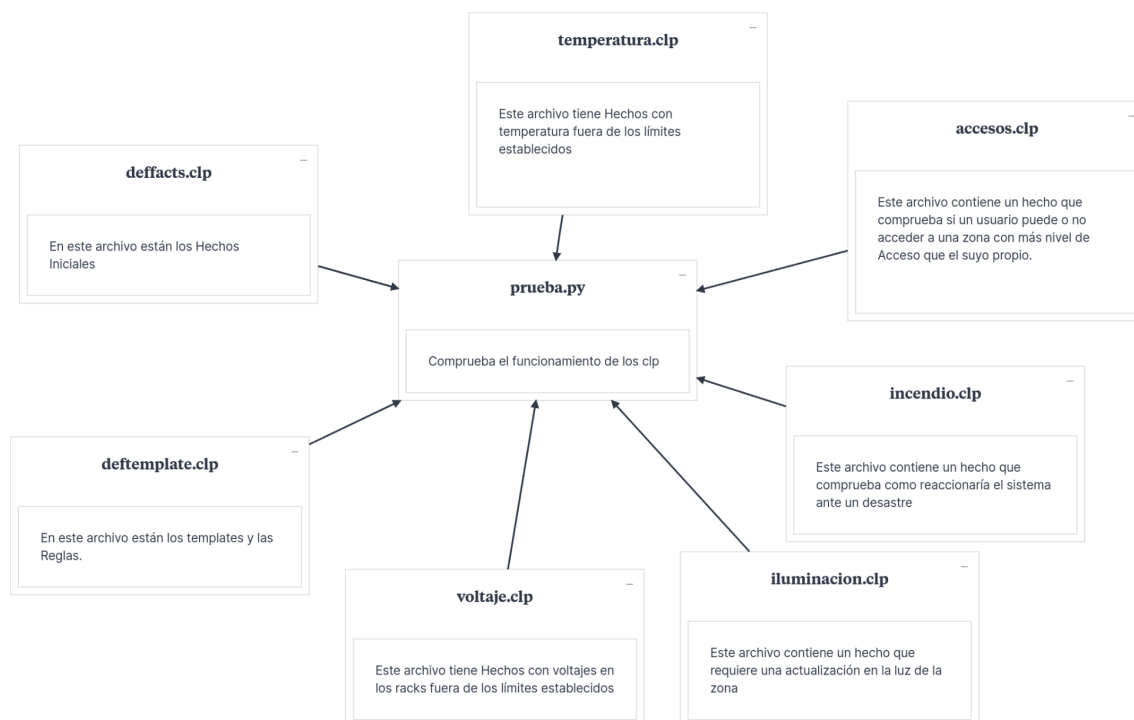 temperatura.clp
Este archivo tiene Hechos con
temperatura fuera de los límites
establecidos
accesos.clp
Este archivo contiene un hecho que
comprueba si un usuario puede o no
acceder a una zona con más nivel de
Acceso que el suyo propio.
deffacts.clp
En este archivo están los Hechos
Iniciales
prueba.py
Comprueba el funcionamiento de los clp
incendio.clp
Este archivo contiene un hecho que
comprueba como reaccionaría el sistema
ante un desastre
deftemplate.clp
En este archivo están los templates y las
Reglas.
voltaje.clp
Este archivo tiene Hechos con voltajes en
los racks fuera de los límites establecidos
iluminacion.clp
Este archivo contiene un hecho que
requiere una actualización en la luz de la
zona